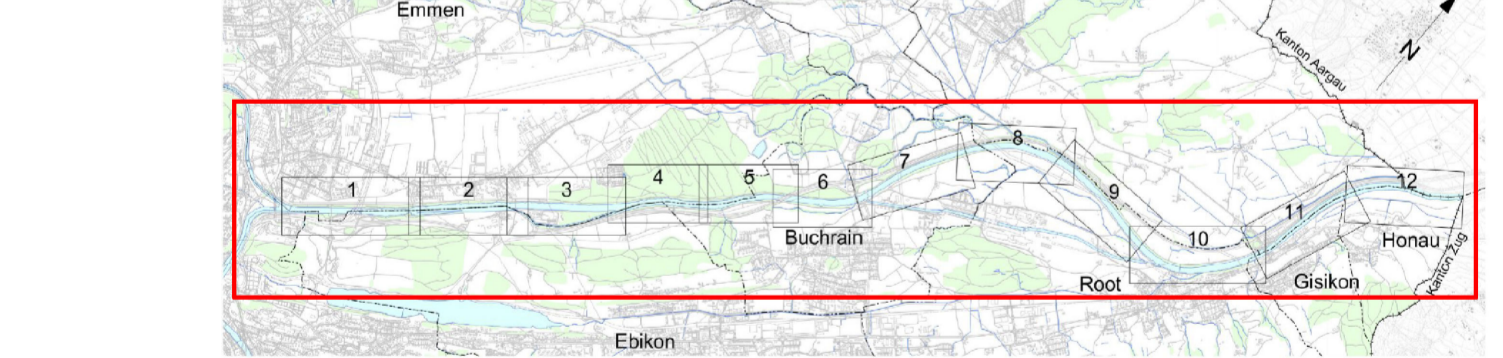 Emmen
Kanton Aargau
N
1
2
3
4
5
6
7
8
9
10
11
12
Buchrain
Root
Gisikon
Honau
Kanton Zug
Ebikon